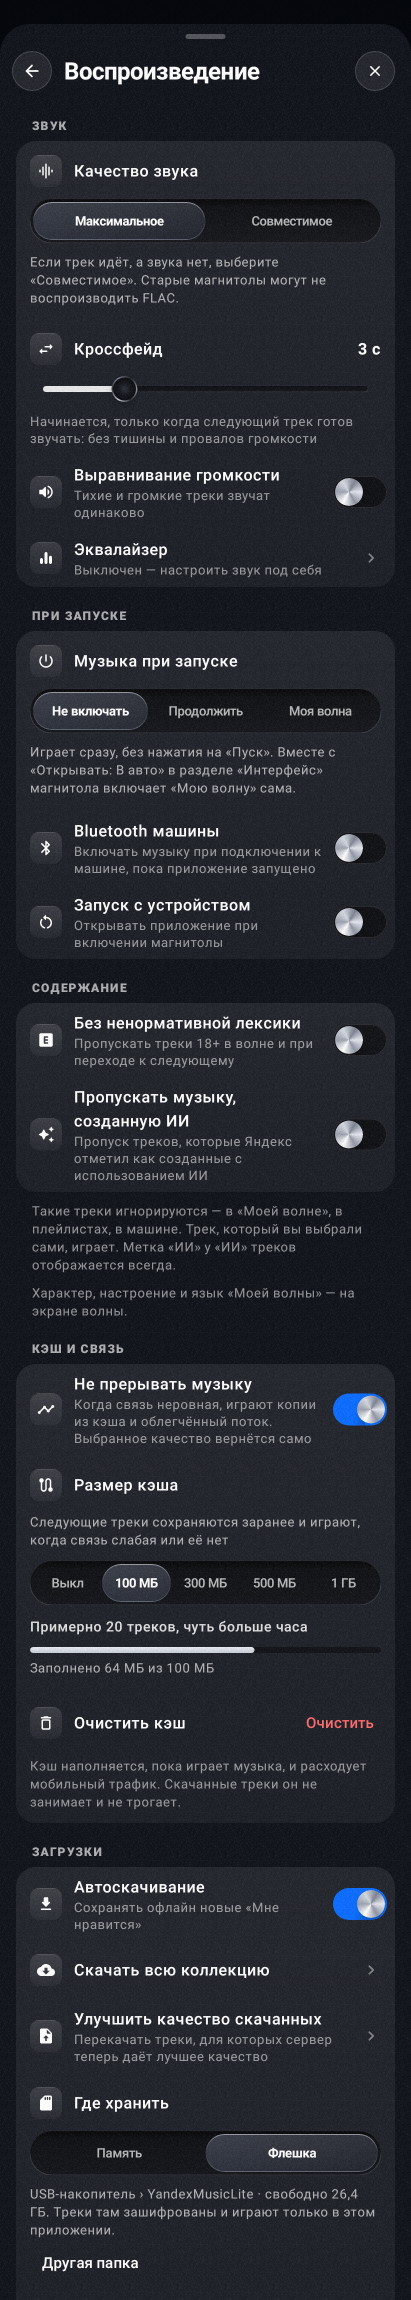 Воспроизведение
ЗВУК
Качество звука
Максимальное
Совместимое
Если трек идёт, а звука нет, выберите
«Совместимое». Старые магнитолы могут не
воспроизводить FLAC.
Кроссфейд
3 с
Начинается, только когда следующий трек готов
звучать: без тишины и провалов громкости
Выравнивание громкости
Тихие и громкие треки звучат
одинаково
Эквалайзер
Выключен — настроить звук под себя
ПРИ ЗАПУСКЕ
Музыка при запуске
Не включать
Продолжить
Моя волна
Играет сразу, без нажатия на «Пуск». Вместе с
«Открывать: В авто» в разделе «Интерфейс»
магнитола включает «Мою волну» сама.
Bluetooth машины
Включать музыку при подключении к
машине, пока приложение запущено
Запуск с устройством
Открывать приложение при
включении магнитолы
СОДЕРЖАНИЕ
E
Без ненормативной лексики
Пропускать треки 18+ в волне и при
переходе к следующему
Пропускать музыку,
созданную ИИ
Пропуск треков, которые Яндекс
отметил как созданные с
использованием ИИ
Такие треки игнорируются — в «Моей волне», в
плейлистах, в машине. Трек, который вы выбрали
сами, играет. Метка «ИИ» у «ИИ» треков
отображается всегда.
Характер, настроение и язык «Моей волны» — на
экране волны.
КЭШ И СВЯЗЬ
Не прерывать музыку
Когда связь неровная, играют копии
из кэша и облегчённый поток.
Выбранное качество вернётся само
Размер кэша
Следующие треки сохраняются заранее и играют,
когда связь слабая или её нет
Выкл
100 МБ
300 МБ
500 МБ
1 ГБ
Примерно 20 треков, чуть больше часа
Заполнено 64 МБ из 100 МБ
Очистить кэш
Очистить
Кэш наполняется, пока играет музыка, и расходует
мобильный трафик. Скачанные треки он не
занимает и не трогает.
ЗАГРУЗКИ
Автоскачивание
Сохранять офлайн новые «Мне
нравится»
Скачать всю коллекцию
Улучшить качество скачанных
Перекачать треки, для которых сервер
теперь даёт лучшее качество
Где хранить
Память
Флешка
USB-накопитель › YandexMusicLite · свободно 26,4
ГБ. Треки там зашифрованы и играют только в этом
приложении.
Другая папка